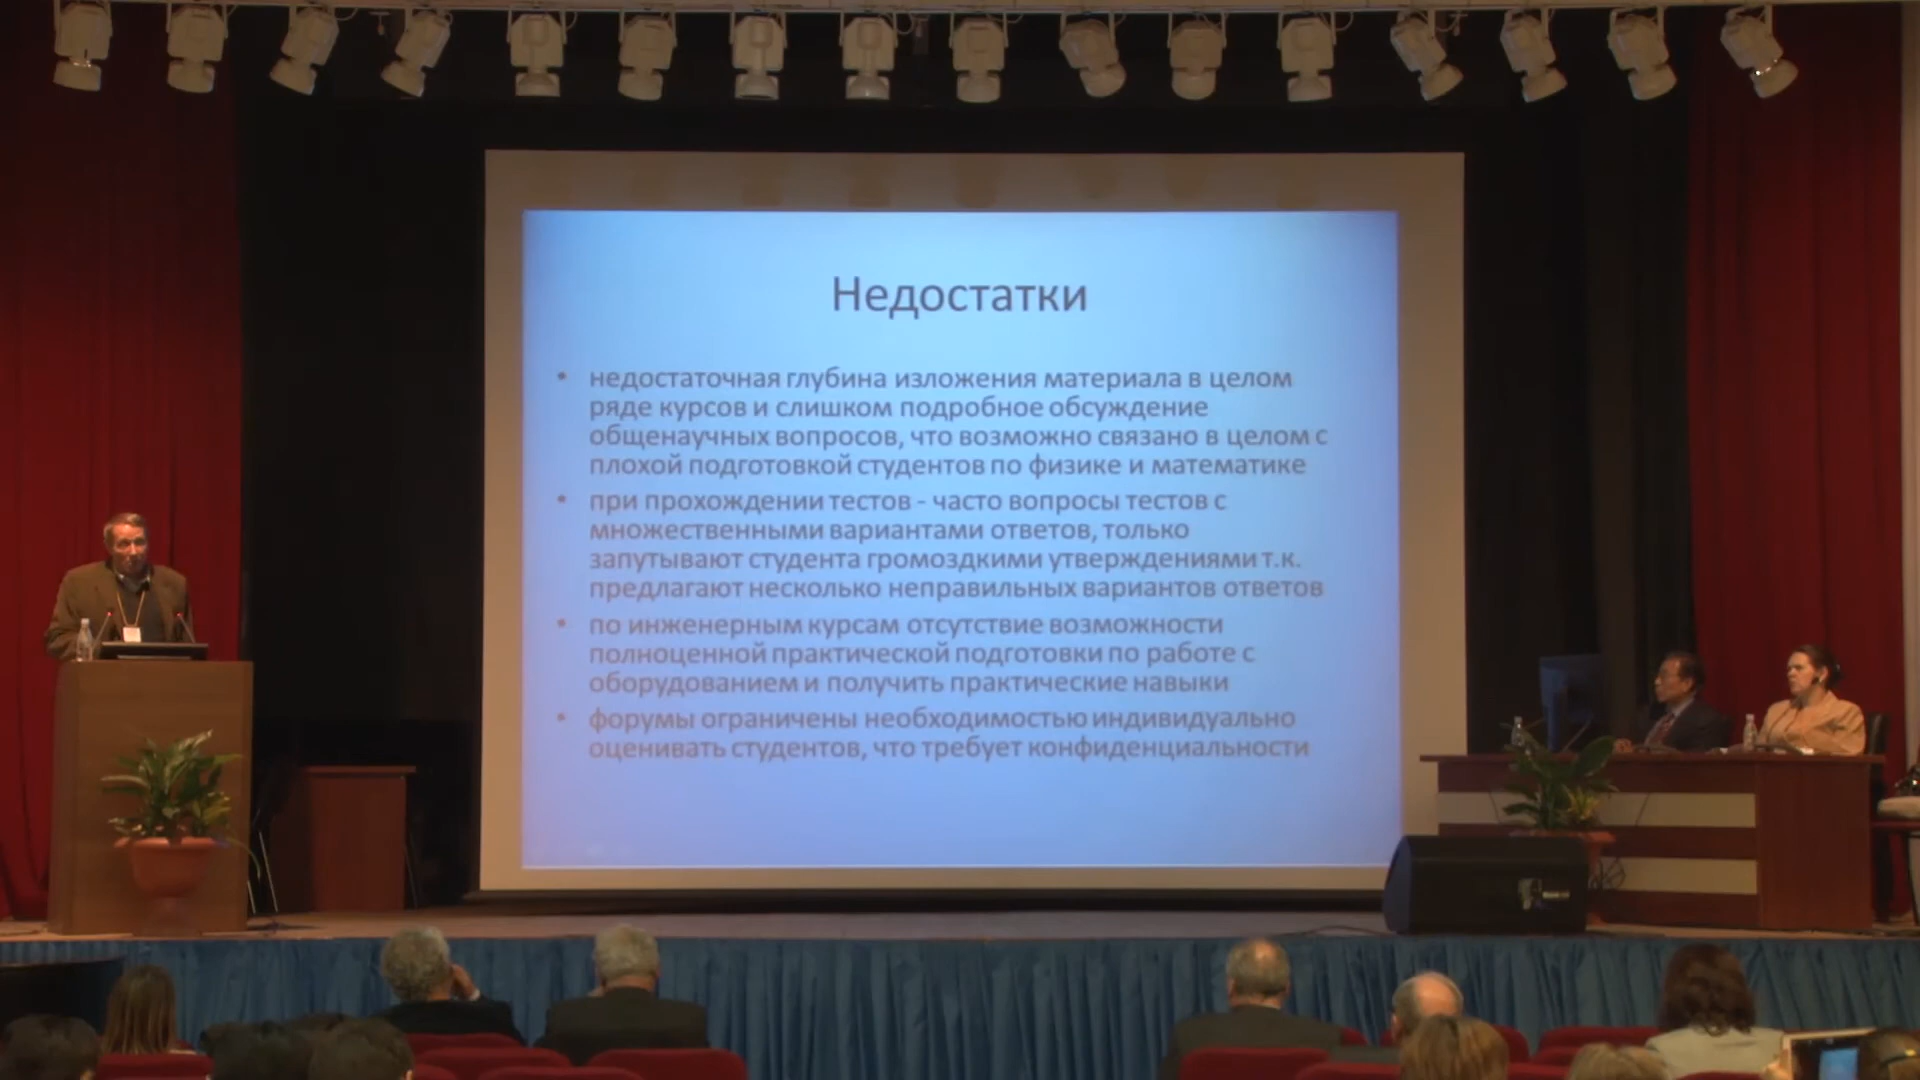 Недостатки
• недостаточная глубина изложения материала в целом
ряде курсов и слишком подробное обсуждение
общенаучных вопросов, что возможно связано в целом с
плохой подготовкой студентов по физике и математике
• при прохождении тестов - часто вопросы тестов с
множественными вариантами ответов, только
запутывают студента громоздкими утверждениями т.к.
предлагают несколько неправильных вариантов ответов
• по инженерным курсам отсутствие возможности
полноценной практической подготовки по работе с
оборудованием и получить практические навыки
• форумы ограничены необходимостью индивидуально
оценивать студентов, что требует конфиденциальности